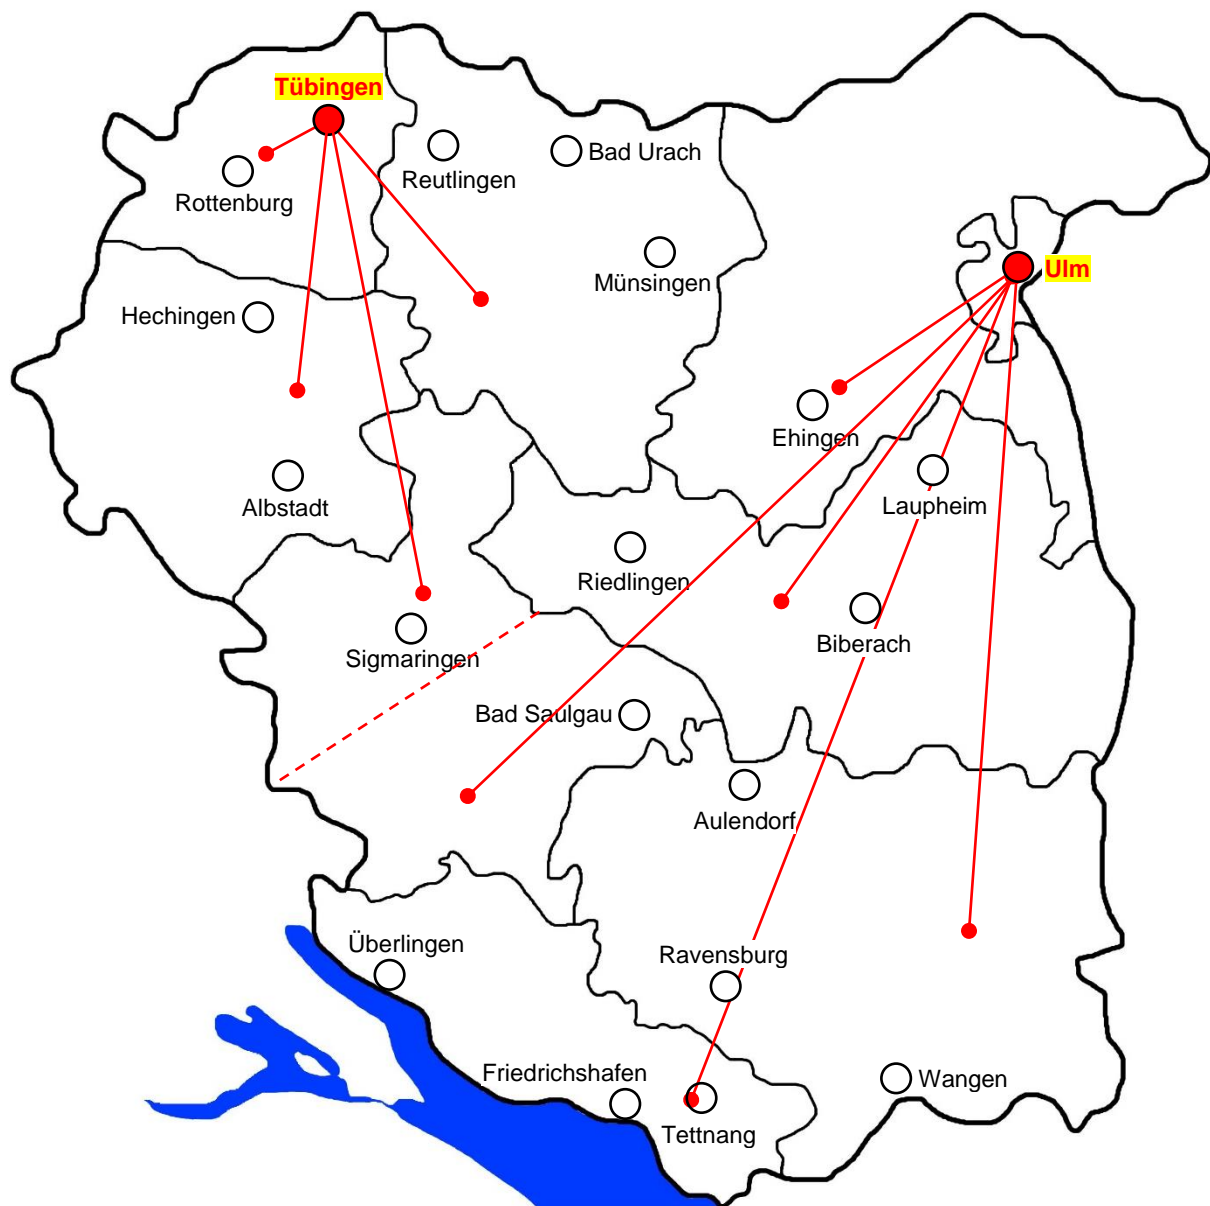 Tübingen
Bad Urach
Reutlingen
Rottenburg
Ulm
Münsingen
Hechingen
Ehingen
Albstadt
Laupheim
Riedlingen
Biberach
Sigmaringen
Bad Saulgau
Aulendorf
Überlingen
Ravensburg
Friedrichshafen
Wangen
Tettnang